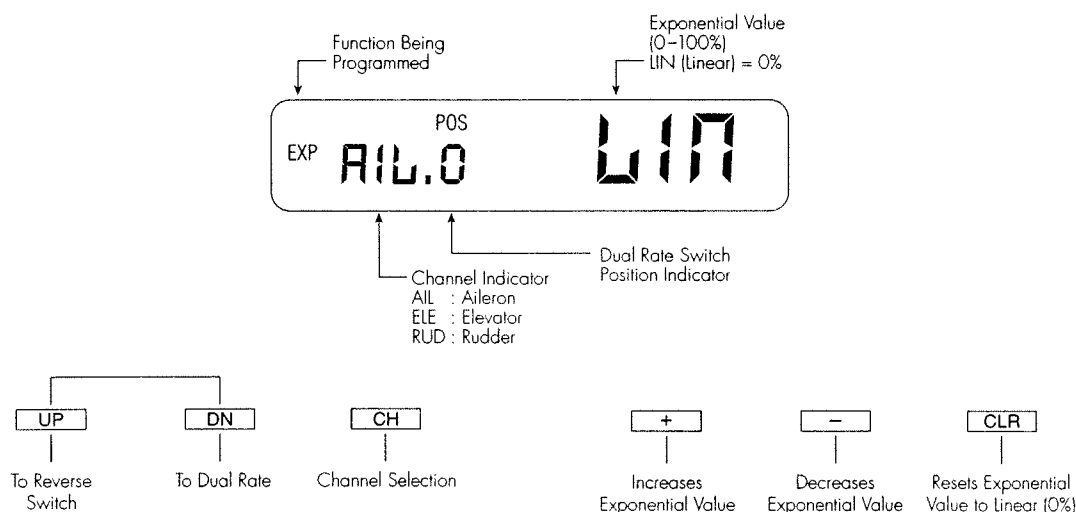 Function Being
Programmed
Exponential Value
(0–100%)
LIN (Linear) = 0%
POS
EXP AIL.0 LIN
Dual Rate Switch
Position Indicator
Channel Indicator
AIL : Aileron
ELE : Elevator
RUD : Rudder
UP DN CH + – CLR
To Reverse
Switch
To Dual Rate
Channel Selection
Increases
Exponential Value
Decreases
Exponential Value
Resets Exponential
Value to Linear (0%)